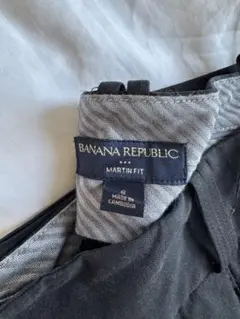 BANANA REPUBLIC
MARTIN FIT
MADE IN
CAMBODIA